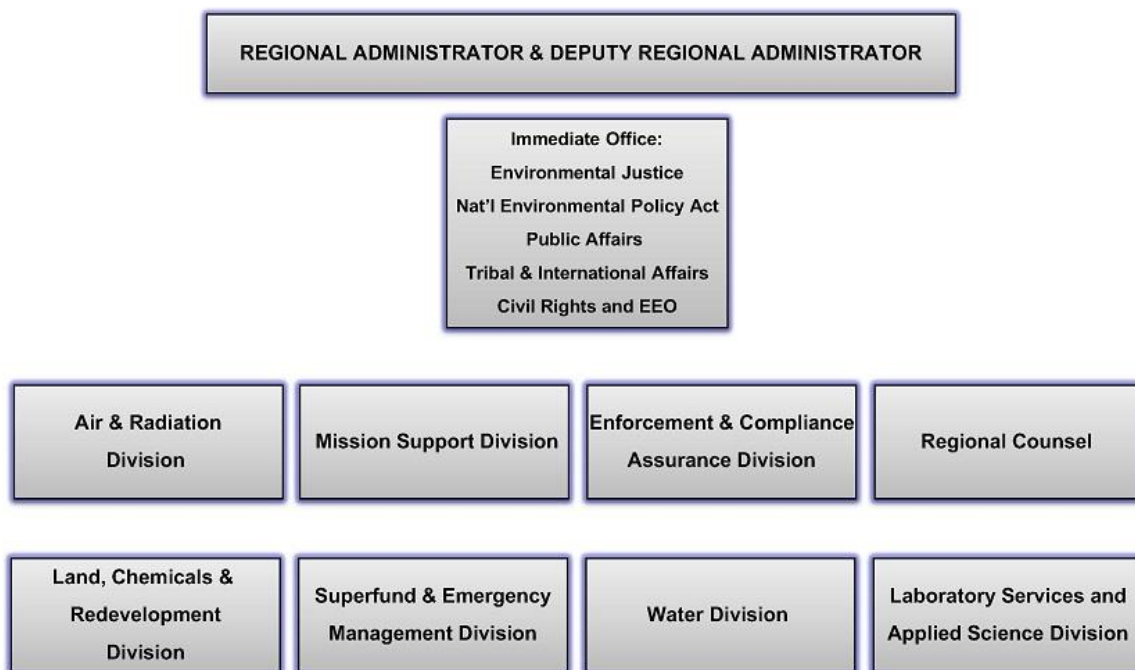 REGIONAL ADMINISTRATOR & DEPUTY REGIONAL ADMINISTRATOR
Immediate Office:
Environmental Justice
Nat'l Environmental Policy Act
Public Affairs
Tribal & International Affairs
Civil Rights and EEO
Air & Radiation
Division
Mission Support Division
Enforcement & Compliance
Assurance Division
Regional Counsel
Land, Chemicals &
Redevelopment
Division
Superfund & Emergency
Management Division
Water Division
Laboratory Services and
Applied Science Division